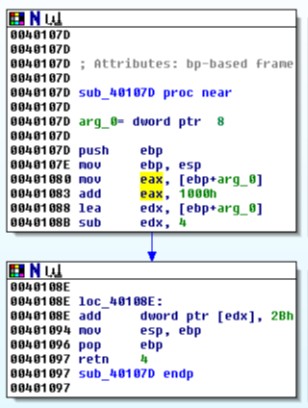 N
0040107D
0040107D
0040107D ; Attributes: bp-based frame
0040107D
0040107D sub_40107D proc near
0040107D
0040107D arg_0= dword ptr  8
0040107D
0040107D push    ebp
0040107E mov     ebp, esp
00401080 mov     eax, [ebp+arg_0]
00401083 add     eax, 1000h
00401088 lea     edx, [ebp+arg_0]
0040108B sub     edx, 4
N
0040108E
0040108E loc_40108E:
0040108E add     dword ptr [edx], 2Bh
00401094 mov     esp, ebp
00401096 pop     ebp
00401097 retn    4
00401097 sub_40107D endp
00401097